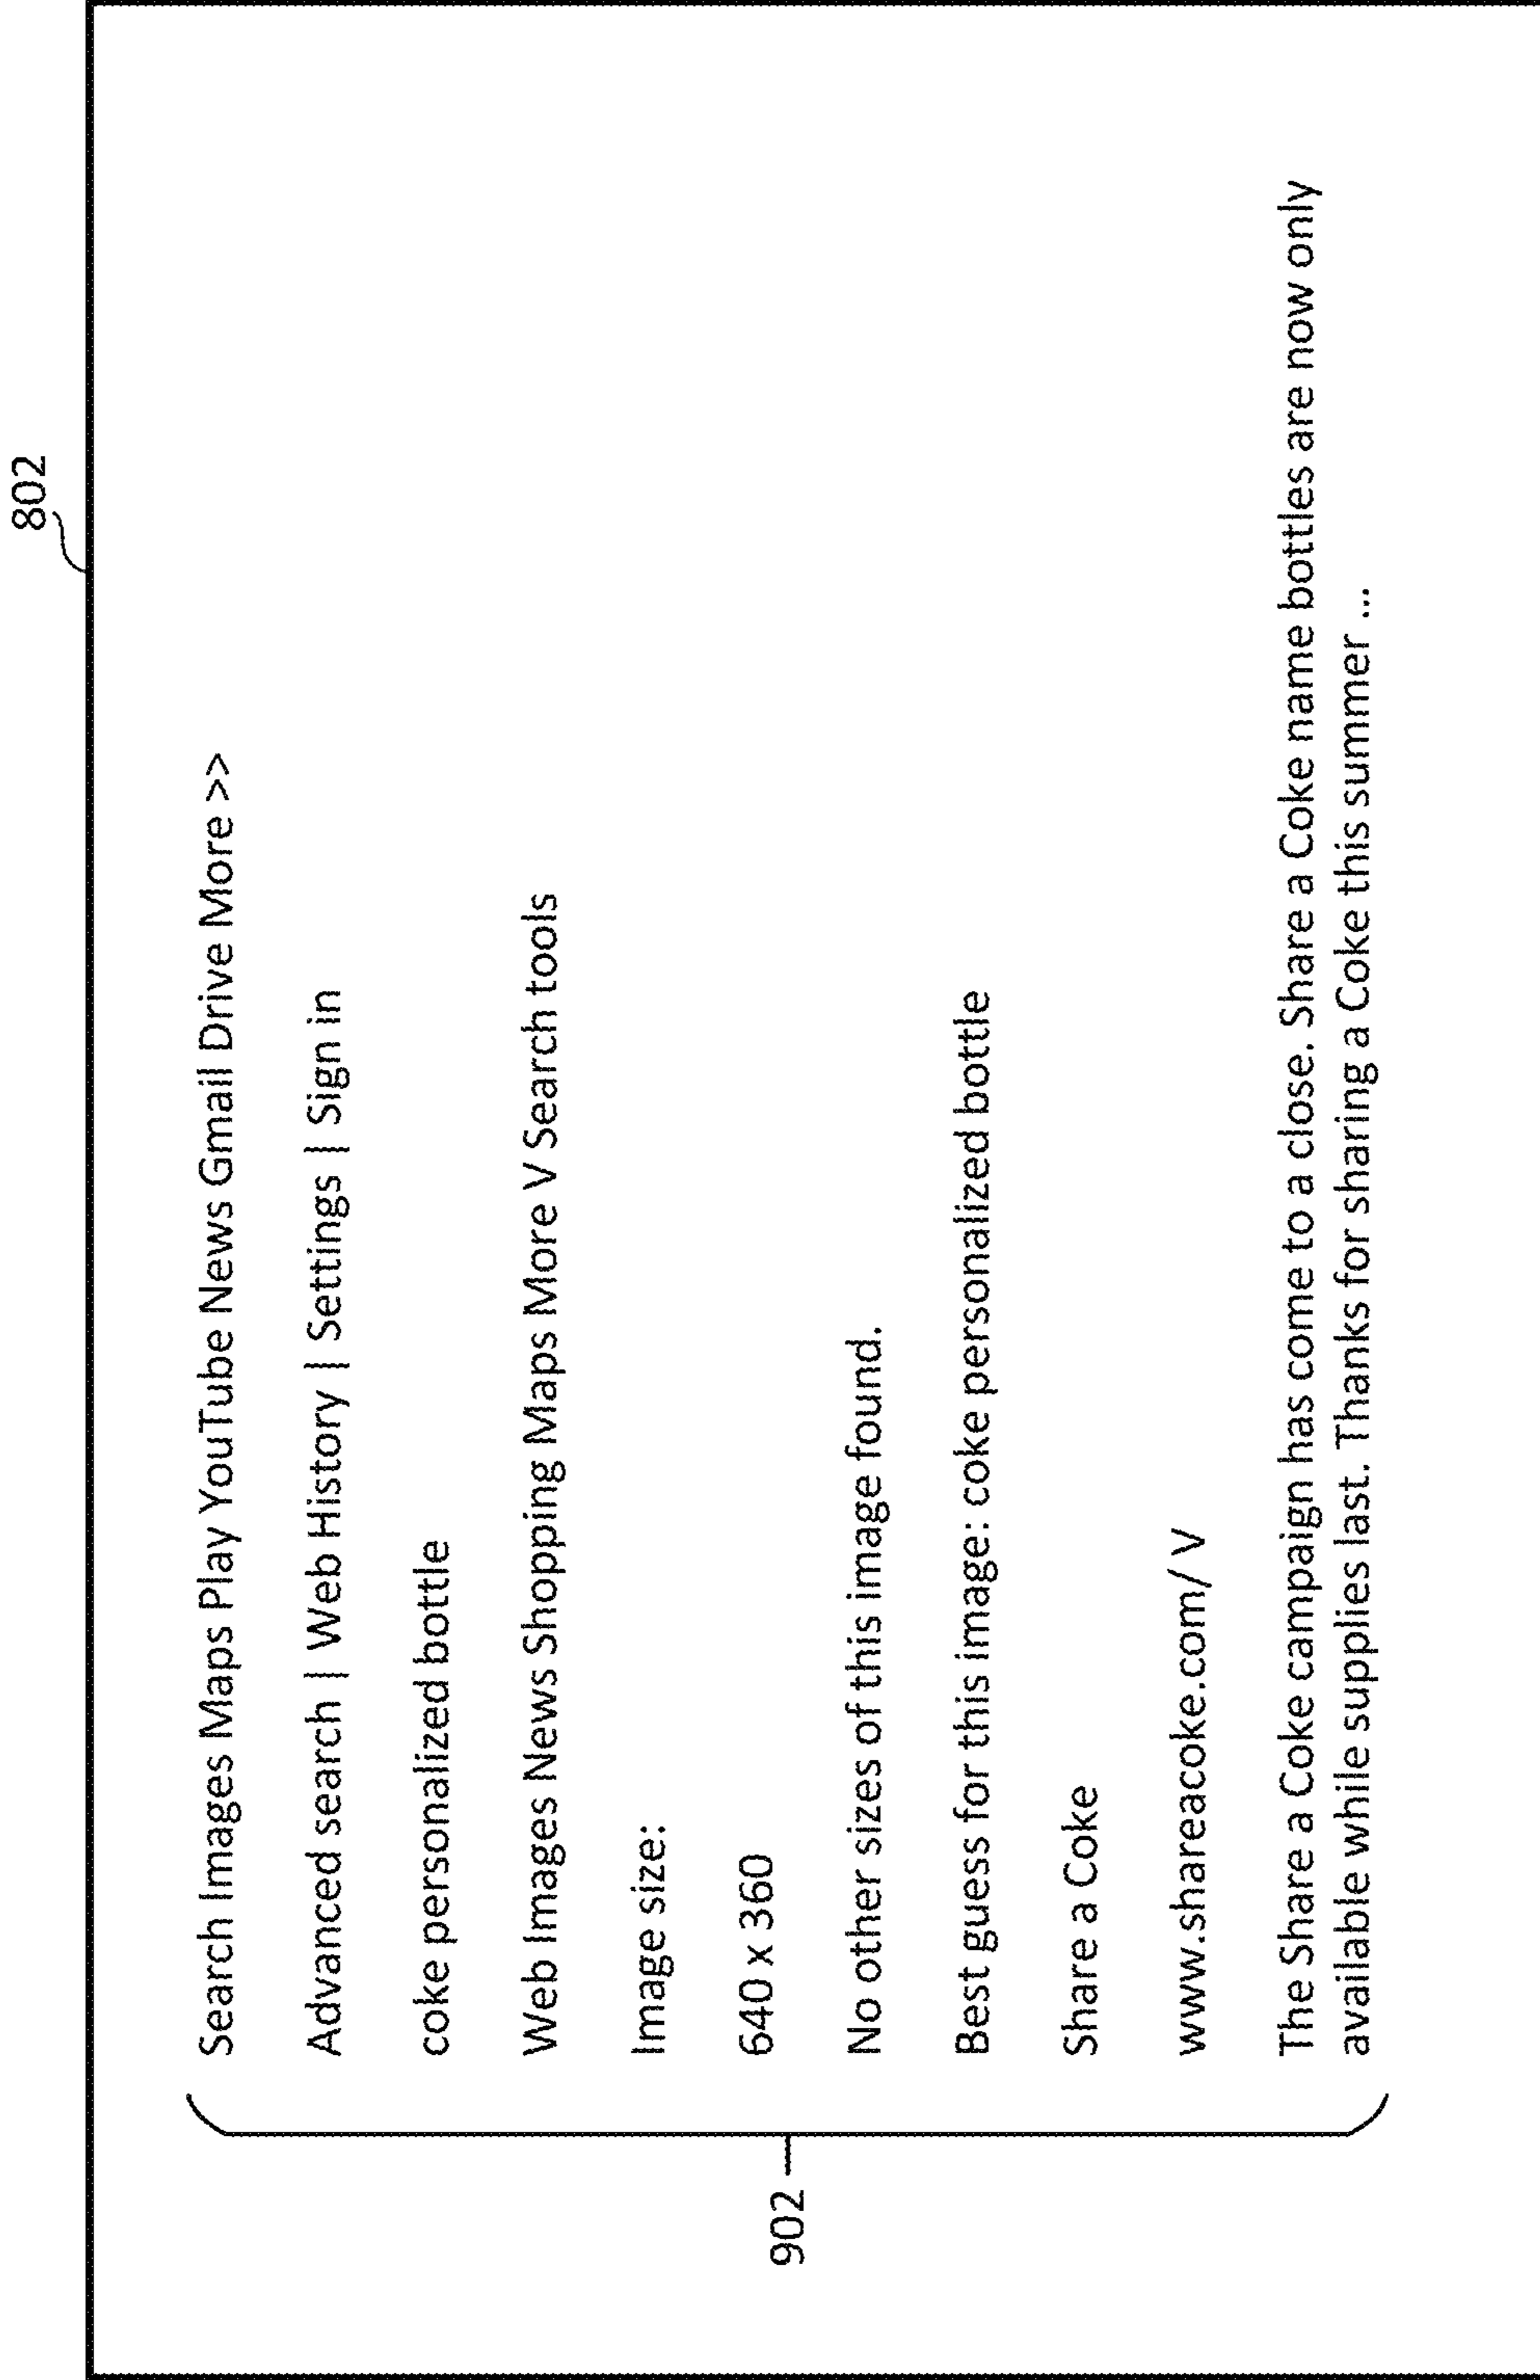 802
Search Images Maps Play YouTube News Gmail Drive More >>
Advanced search | Web History | Settings | Sign in
coke personalized bottle
Web Images News Shopping Maps More V Search tools
Image size:
640 x 360
No other sizes of this image found.
Best guess for this image: coke personalized bottle
Share a Coke
www.shareacoke.com/ V
The Share a Coke campaign has come to a close. Share a Coke name bottles are now only
available while supplies last. Thanks for sharing a Coke this summer ...
902